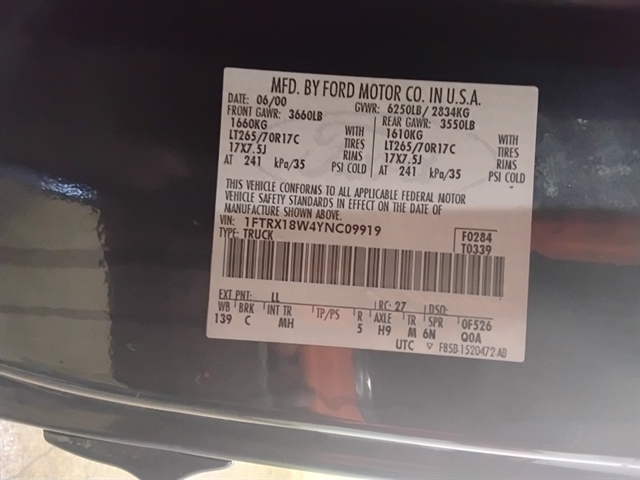 MFD. BY FORD MOTOR CO. IN U.S.A.
DATE: 06/00 GVWR: 6250LB/ 2834KG
FRONT GAWR: 3660LB REAR GAWR: 3550LB
1660KG WITH 1610KG WITH
LT265/70R17C TIRES LT265/70R17C TIRES
17X7.5J RIMS 17X7.5J RIMS
AT 241 kPa/35 PSI COLD AT 241 kPa/35 PSI COLD
THIS VEHICLE CONFORMS TO ALL APPLICABLE FEDERAL MOTOR
VEHICLE SAFETY STANDARDS IN EFFECT ON THE DATE OF
MANUFACTURE SHOWN ABOVE.
VIN: 1FTRX18W4YNC09919 F0284
TYPE: TRUCK T0339
EXT PNT: LL RC: 27 DSO:
WB BRK INT TR TP/PS R AXLE TR SPR 0F526
139 C MH 5 H9 M 6N Q0A
UTC ▽ F85B-1520472-AB